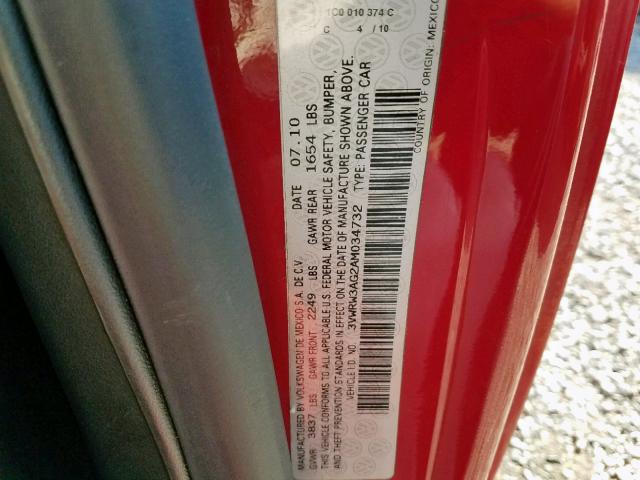 1C0 010 374 C
C 4 / 10
MANUFACTURED BY VOLKSWAGEN DE MEXICO S.A. DE C.V. DATE 07.10
GVWR 3837 LBS GAWR FRONT 2249 LBS GAWR REAR 1654 LBS
THIS VEHICLE CONFORMS TO ALL APPLICABLE U.S. FEDERAL MOTOR VEHICLE SAFETY, BUMPER,
AND THEFT PREVENTION STANDARDS IN EFFECT ON THE DATE OF MANUFACTURE SHOWN ABOVE.
VEHICLE I.D. NO. 3VWRW3AG2AM034732 TYPE: PASSENGER CAR
COUNTRY OF ORIGIN: MEXICO